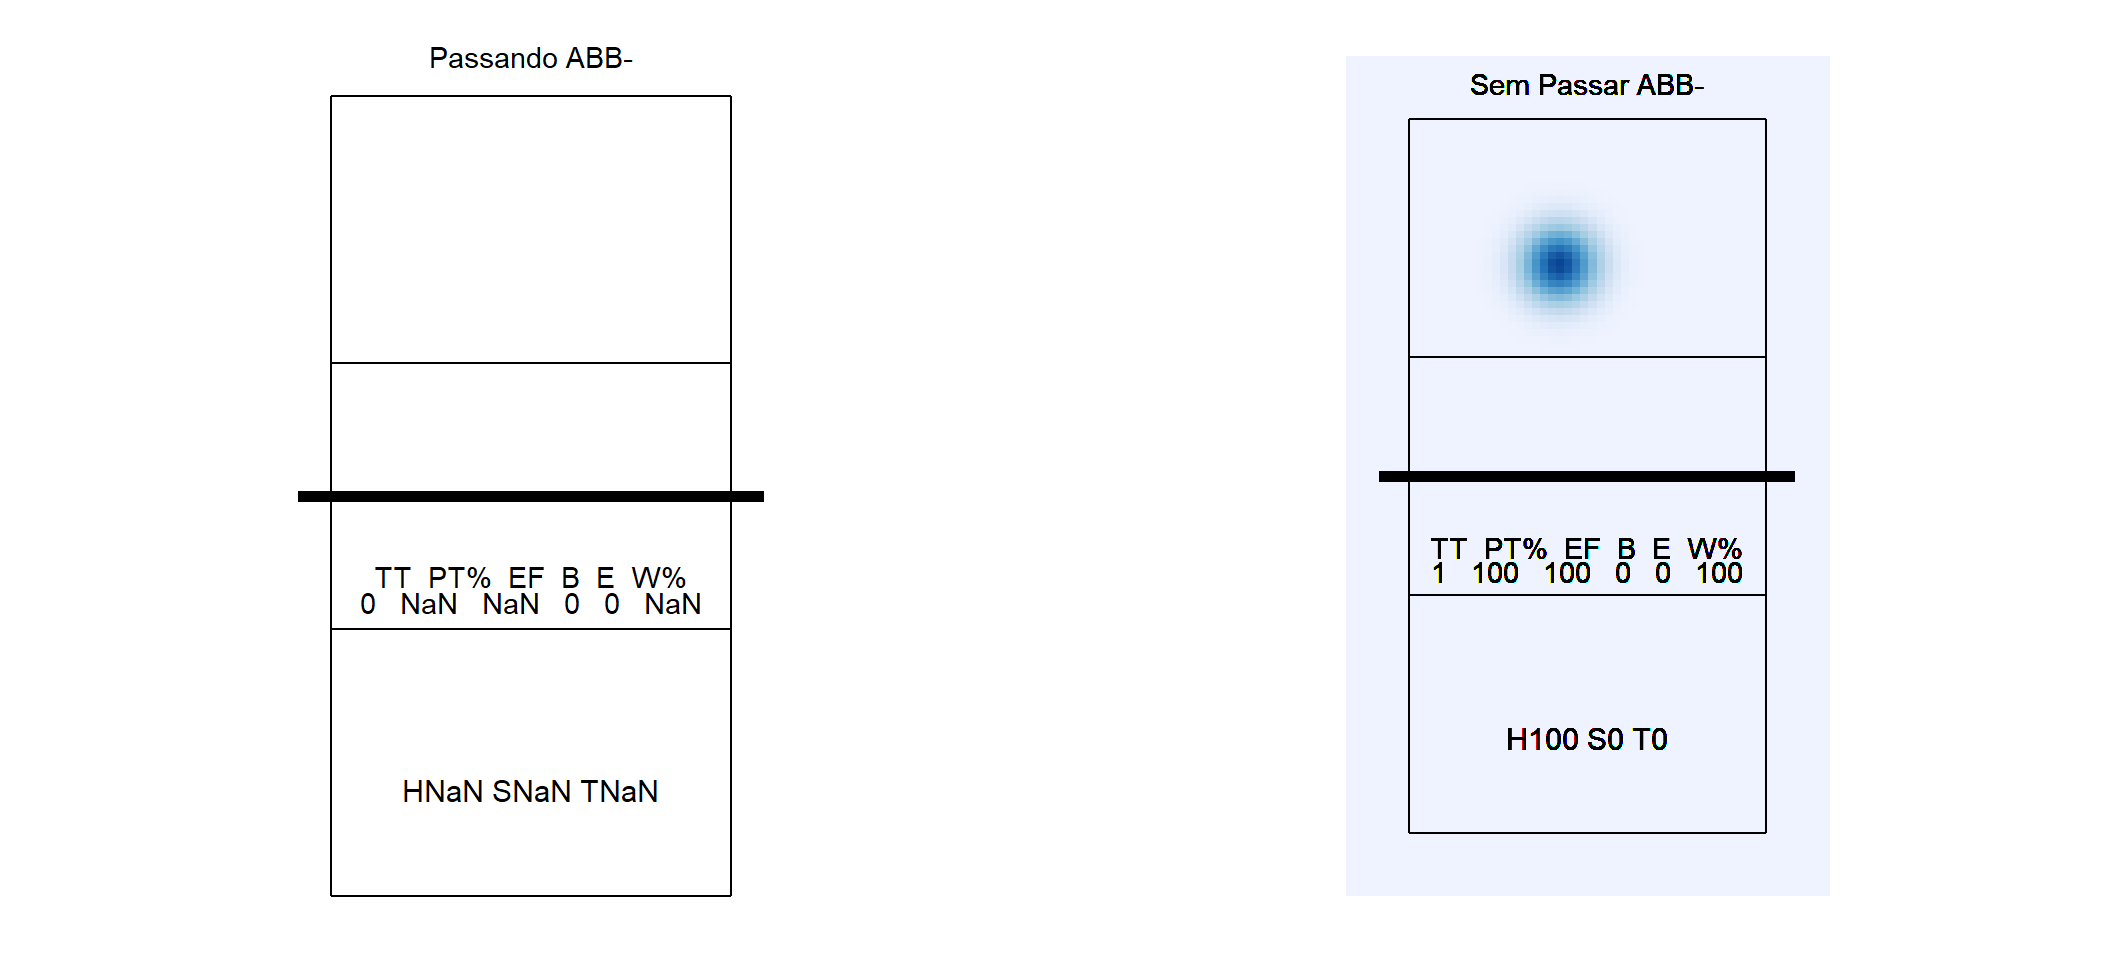 Passando ABB-
TT PT% EF B E W%
0 NaN NaN 0 0 NaN
HNaN SNaN TNaN
Sem Passar ABB-
TT PT% EF B E W%
1 100 100 0 0 100
H100 S0 T0